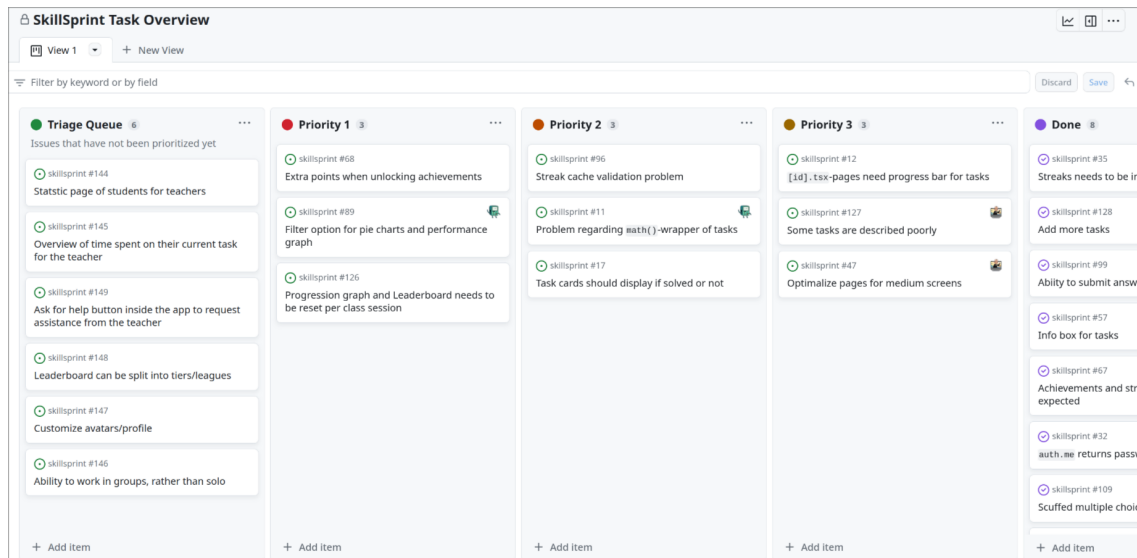 SkillSprint Task Overview
View 1
New View
Filter by keyword or by field
Discard
Save
Triage Queue 6
Issues that have not been prioritized yet
skillsprint #144
Statstic page of students for teachers
skillsprint #145
Overview of time spent on their current task
for the teacher
skillsprint #149
Ask for help button inside the app to request
assistance from the teacher
skillsprint #148
Leaderboard can be split into tiers/leagues
skillsprint #147
Customize avatars/profile
skillsprint #146
Ability to work in groups, rather than solo
+ Add item
Priority 1 3
skillsprint #68
Extra points when unlocking achievements
skillsprint #89
Filter option for pie charts and performance
graph
skillsprint #126
Progression graph and Leaderboard needs to
be reset per class session
+ Add item
Priority 2 3
skillsprint #96
Streak cache validation problem
skillsprint #11
Problem regarding math()-wrapper of tasks
skillsprint #17
Task cards should display if solved or not
+ Add item
Priority 3 3
skillsprint #12
[id].tsx-pages need progress bar for tasks
skillsprint #127
Some tasks are described poorly
skillsprint #47
Optimalize pages for medium screens
+ Add item
Done 8
skillsprint #35
Streaks needs to be
skillsprint #128
Add more tasks
skillsprint #99
Abiity to submit
skillsprint #57
Info box for tasks
skillsprint #67
Achievements and
expected
skillsprint #32
auth.me returns
skillsprint #109
Scuffed multiple
+ Add item